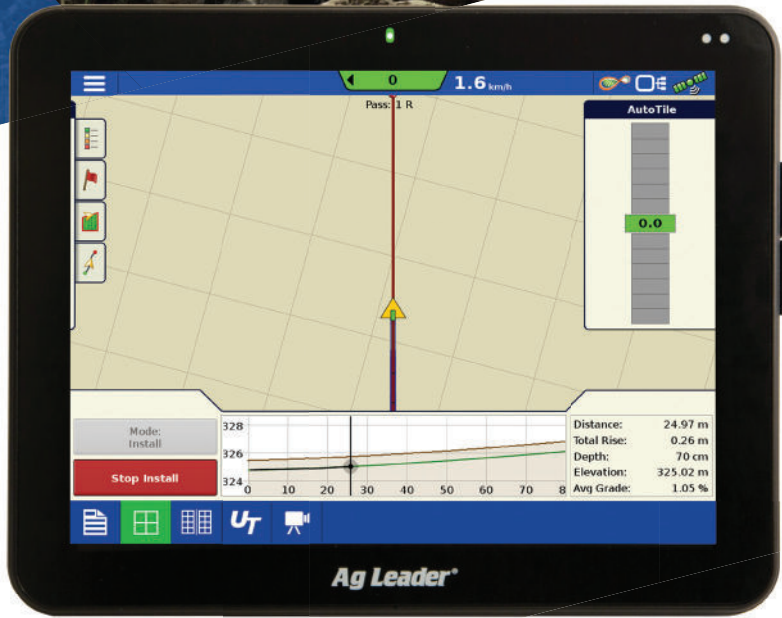 0
1.6 km/h
Pass: 1 R
AutoTile
0.0
Mode:
Install
Stop Install
328
326
324
0 10 20 30 40 50 60 70 8
Distance: 24.97 m
Total Rise: 0.26 m
Depth: 70 cm
Elevation: 325.02 m
Avg Grade: 1.05 %
UT
Ag Leader®